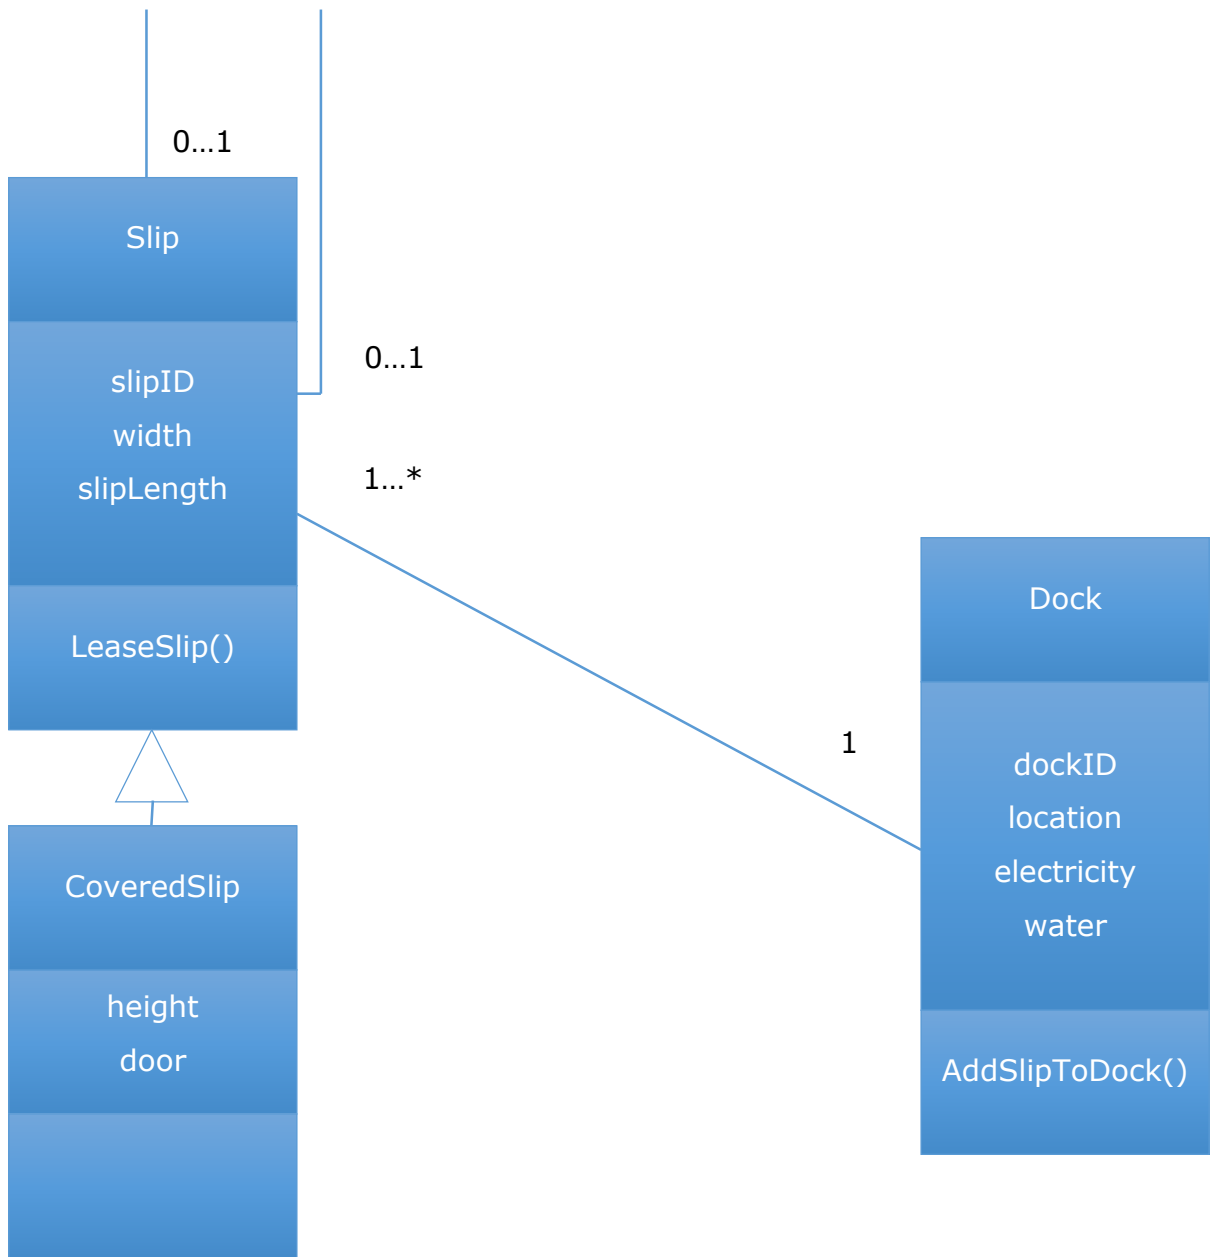 0...1
Slip
slipID
width
slipLength
LeaseSlip()
0...1
1...*
1
CoveredSlip
height
door
Dock
dockID
location
electricity
water
AddSlipToDock()